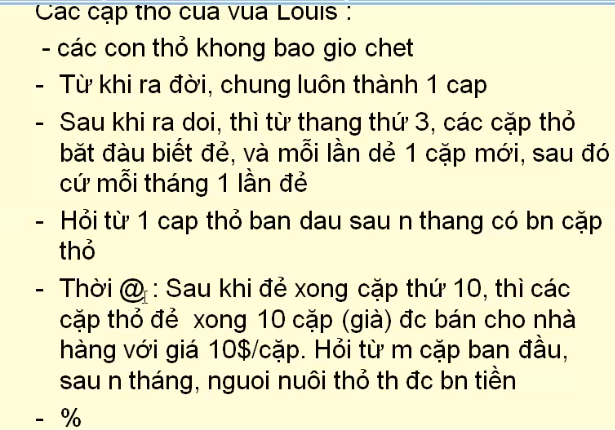 Các cặp thỏ của vua Louis :
- các con thỏ khong bao gio chet
- Từ khi ra đời, chung luôn thành 1 cap
- Sau khi ra doi, thì từ thang thứ 3, các cặp thỏ
băt đàu biết đẻ, và mỗi lần dẻ 1 cặp mới, sau đó
cứ mỗi tháng 1 lần đẻ
- Hỏi từ 1 cap thỏ ban dau sau n thang có bn cặp
thỏ
- Thời @ : Sau khi đẻ xong cặp thứ 10, thì các
cặp thỏ đẻ xong 10 cặp (già) đc bán cho nhà
hàng với giá 10$/cặp. Hỏi từ m cặp ban đầu,
sau n tháng, nguoi nuôi thỏ th đc bn tiền
- %